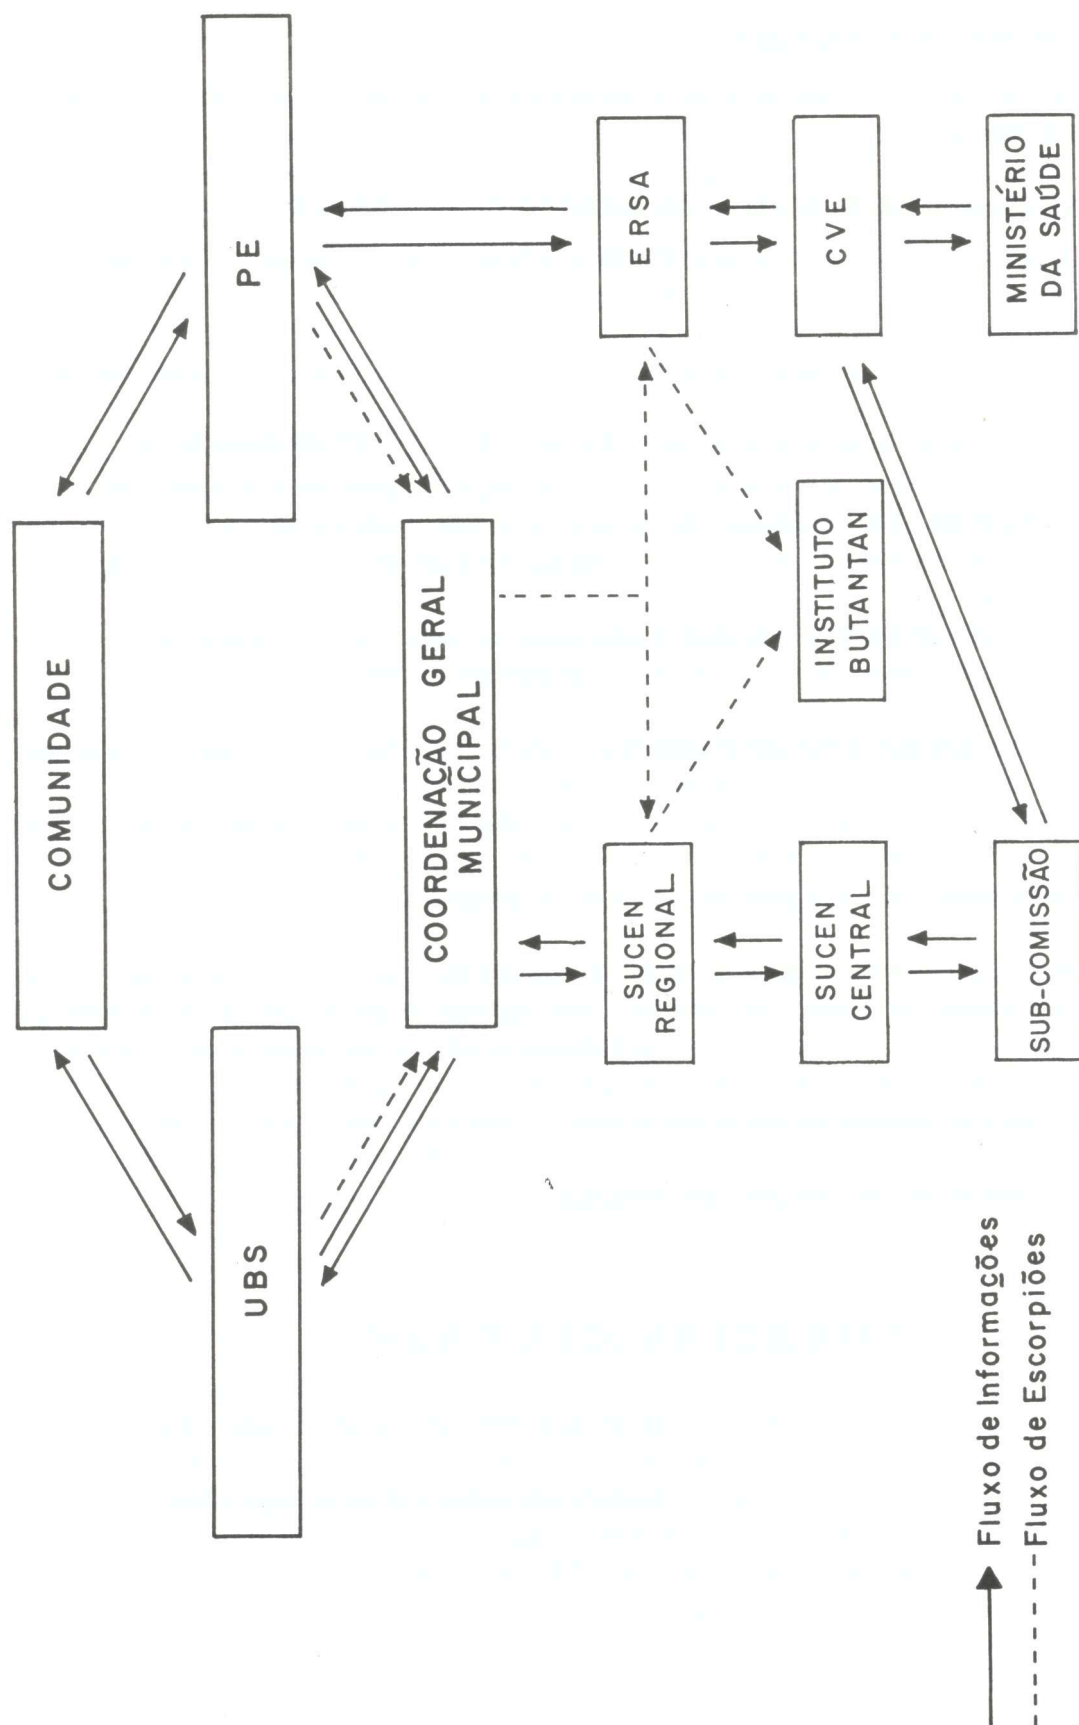 COMUNIDADE
UBS
PE
COORDENAÇÃO GERAL
MUNICIPAL
SUCEN
REGIONAL
ERSA
SUCEN
CENTRAL
INSTITUTO
BUTANTAN
CVE
SUB-COMISSÃO
MINISTÉRIO
DA SAÚDE
Fluxo de Informações
Fluxo de Escorpiões